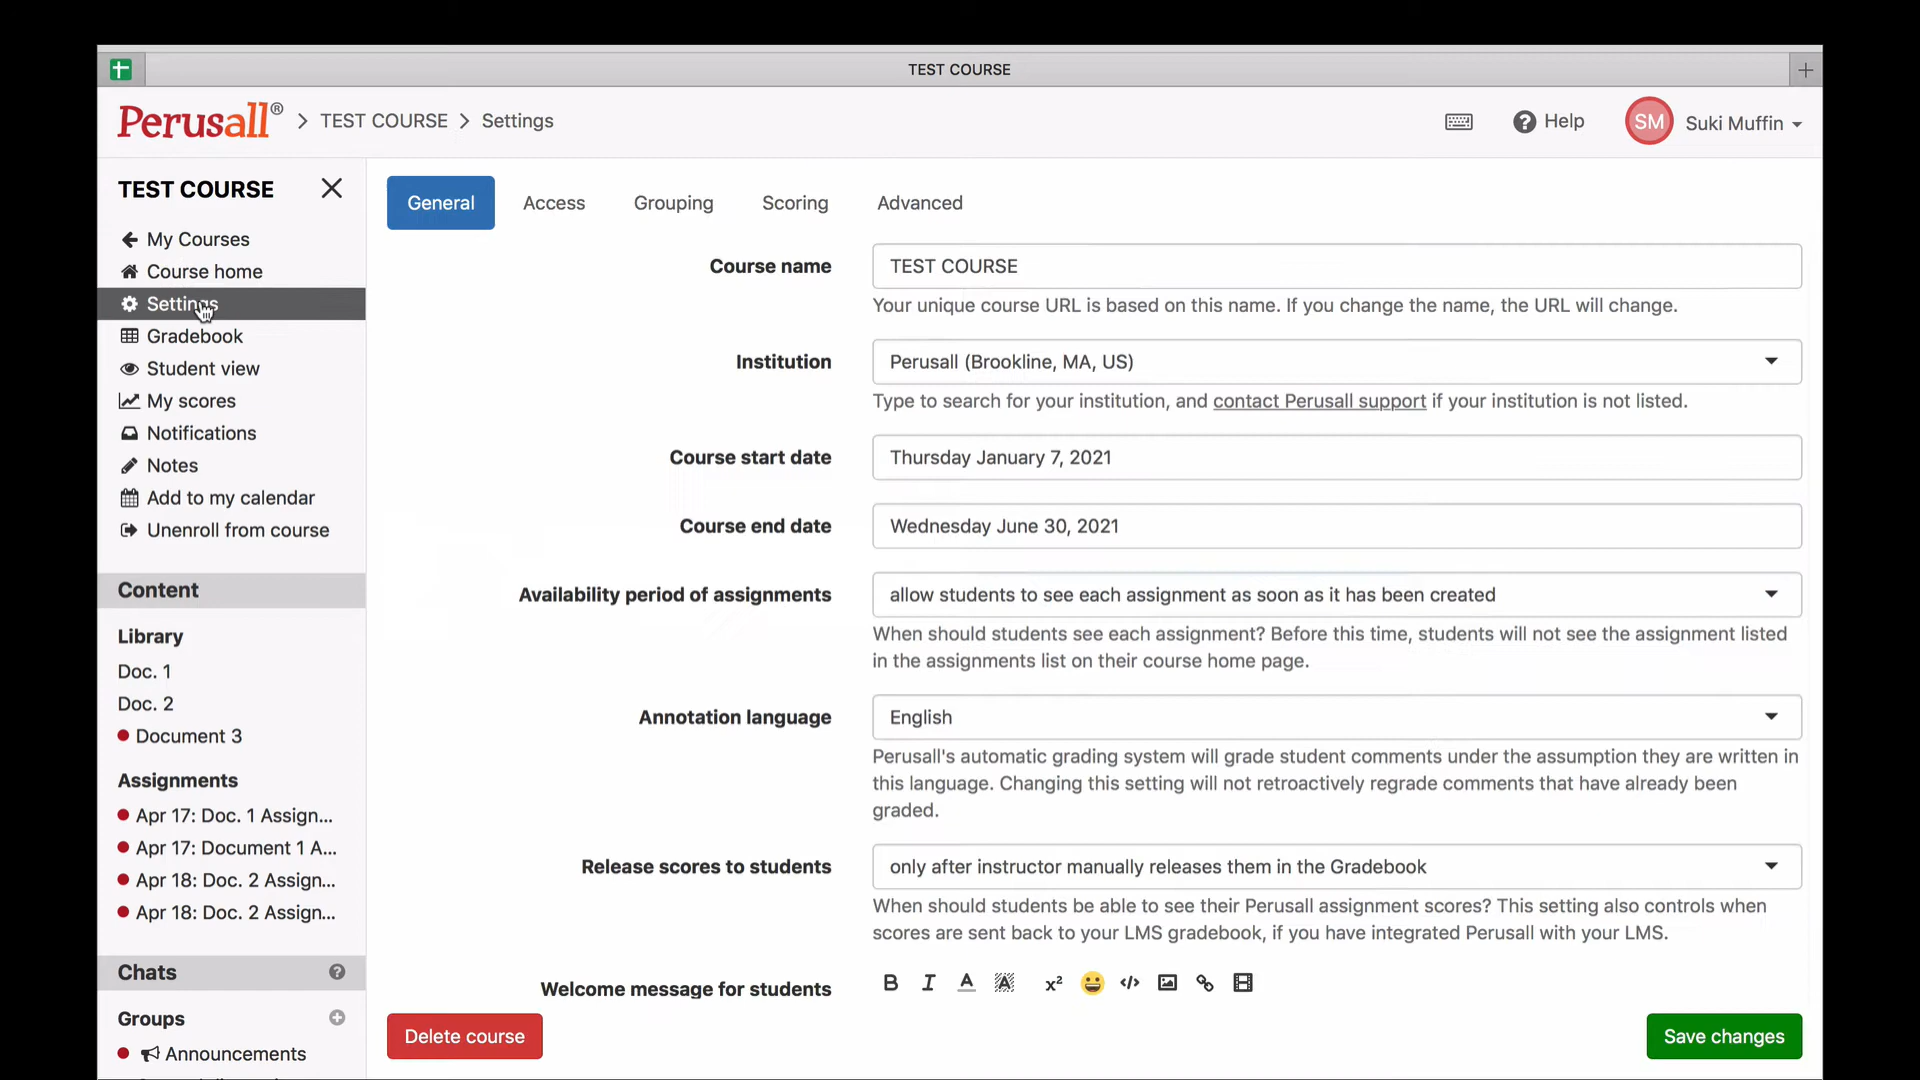 TEST COURSE
Perusall® > TEST COURSE > Settings
Help
SM
Suki Muffin
TEST COURSE
My Courses
Course home
Settings
Gradebook
Student view
My scores
Notifications
Notes
Add to my calendar
Unenroll from course
Content
Library
Doc. 1
Doc. 2
Document 3
Assignments
Apr 17: Doc. 1 Assign...
Apr 17: Document 1 A...
Apr 18: Doc. 2 Assign...
Apr 18: Doc. 2 Assign...
Chats
Groups
Announcements
General Access Grouping Scoring Advanced
Course name TEST COURSE
Your unique course URL is based on this name. If you change the name, the URL will change.
Institution Perusall (Brookline, MA, US)
Type to search for your institution, and contact Perusall support if your institution is not listed.
Course start date Thursday January 7, 2021
Course end date Wednesday June 30, 2021
Availability period of assignments allow students to see each assignment as soon as it has been created
When should students see each assignment? Before this time, students will not see the assignment listed
in the assignments list on their course home page.
Annotation language English
Perusall's automatic grading system will grade student comments under the assumption they are written in
this language. Changing this setting will not retroactively regrade comments that have already been
graded.
Release scores to students only after instructor manually releases them in the Gradebook
When should students be able to see their Perusall assignment scores? This setting also controls when
scores are sent back to your LMS gradebook, if you have integrated Perusall with your LMS.
Welcome message for students B I A A x²
Delete course Save changes